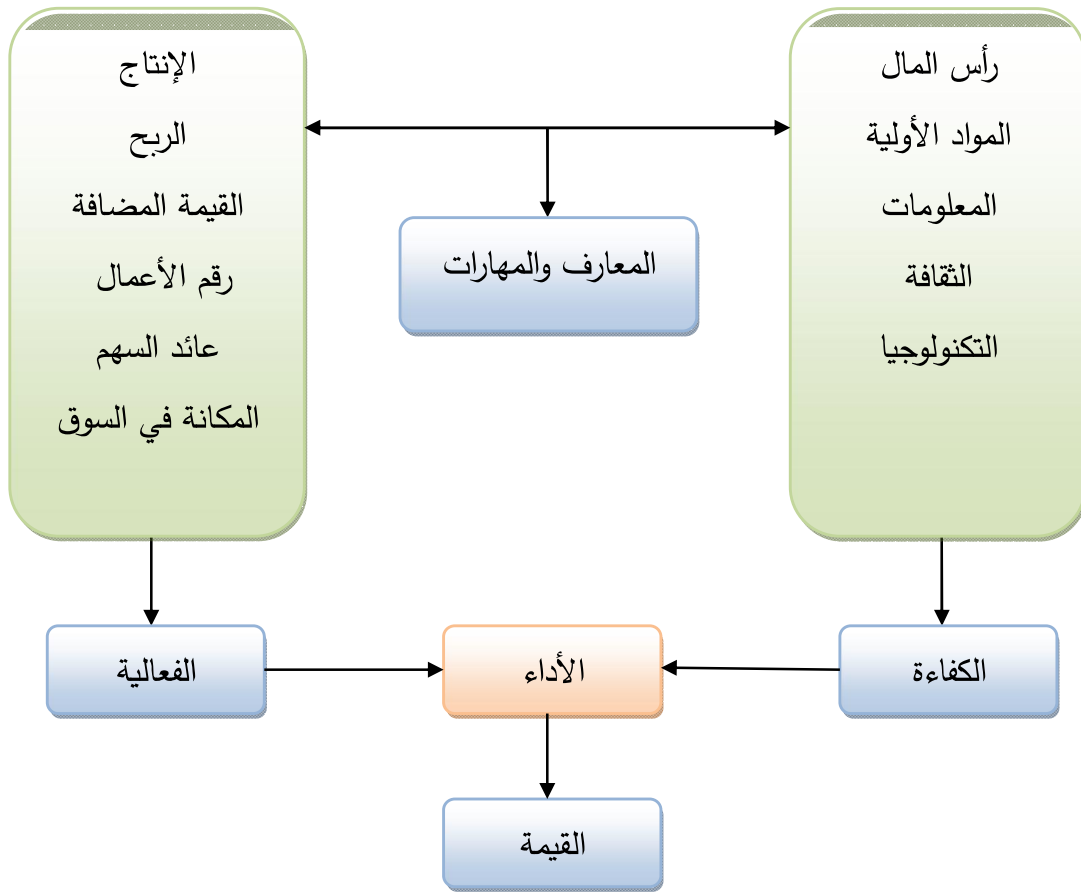 رأس المال
المواد الأولية
المعلومات
الثقافة
التكنولوجيا
المعارف والمهارات
الإنتاج
الربح
القيمة المضافة
رقم الأعمال
عائد السهم
المكانة في السوق
الكفاءة
الأداء
الفعالية
القيمة